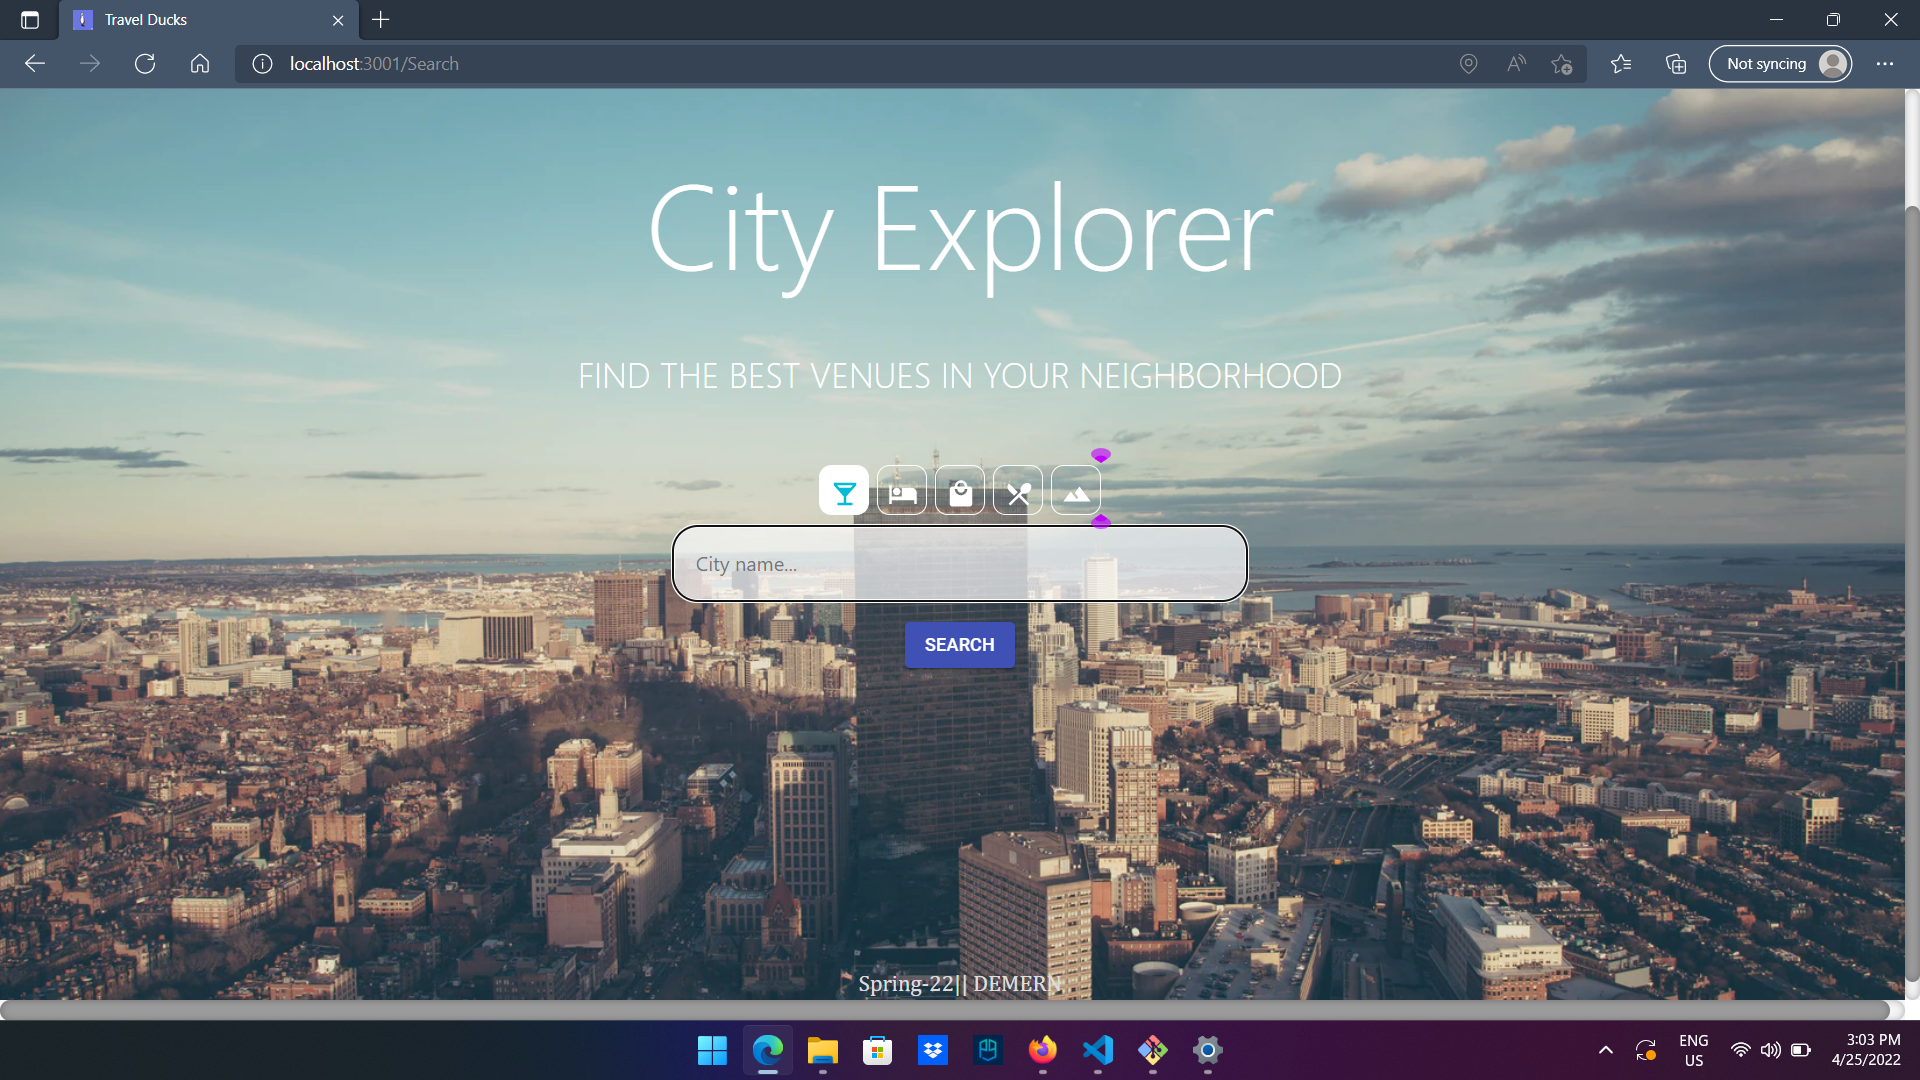 Travel Ducks
localhost:3001/Search
Not syncing
City Explorer
FIND THE BEST VENUES IN YOUR NEIGHBORHOOD
City name...
SEARCH
Spring-22|| DEMERN
ENG
US
3:03 PM
4/25/2022